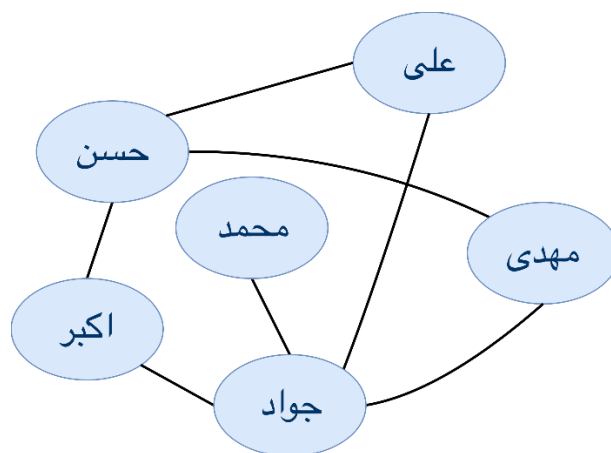 علی
حسن
محمد
مهدی
اکبر
جواد